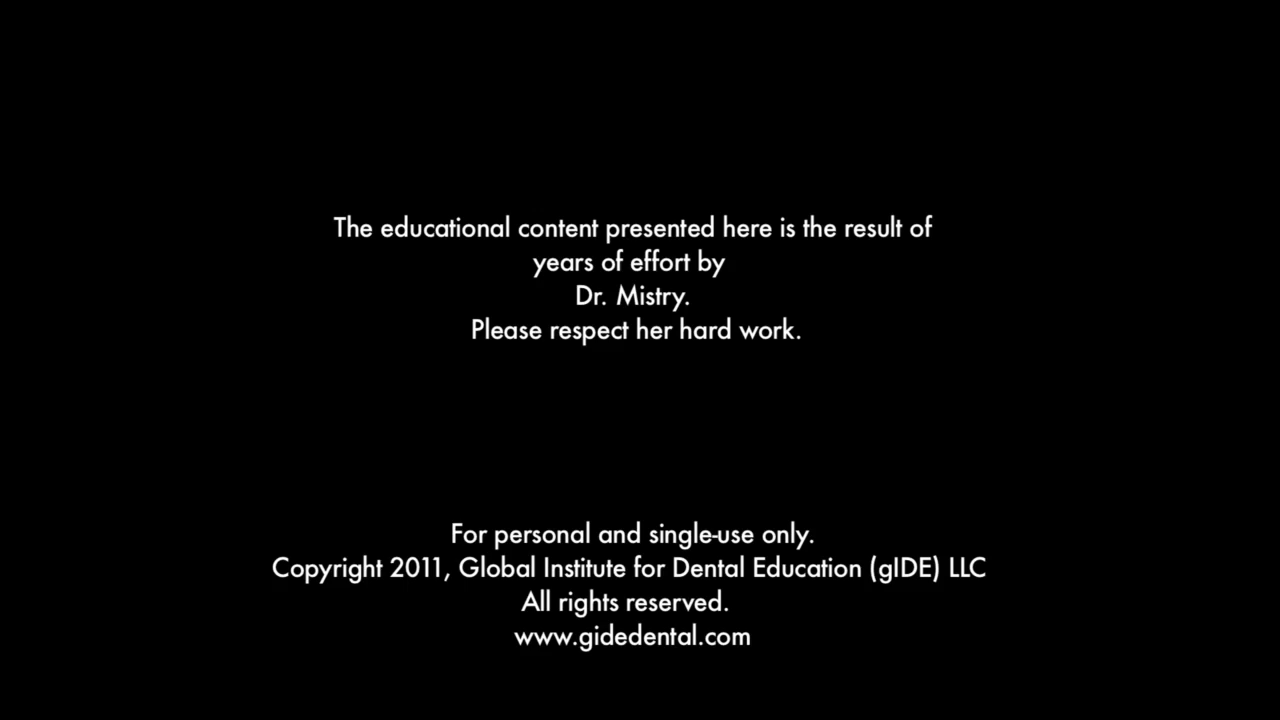 The educational content presented here is the result of
years of effort by
Dr. Mistry.
Please respect her hard work.
For personal and single-use only.
Copyright 2011, Global Institute for Dental Education (gIDE) LLC
All rights reserved.
www.gidedental.com